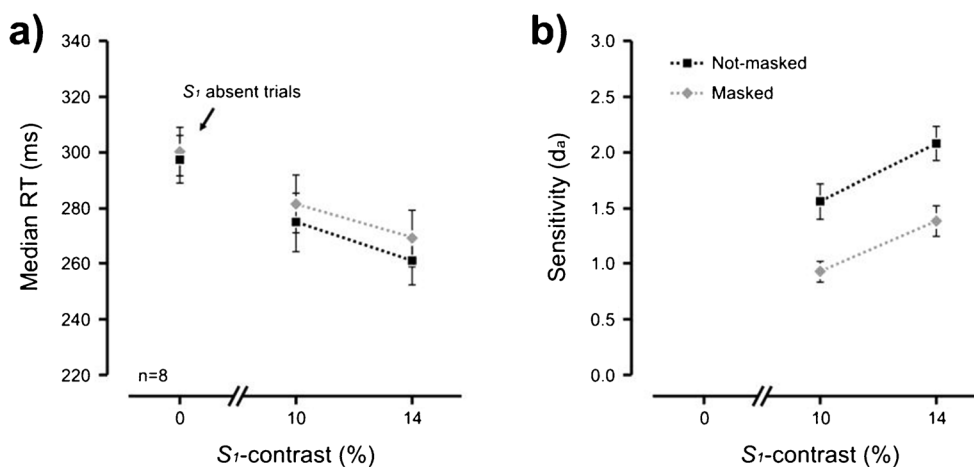 a)
340
320
300
280
260
240
220
Median RT (ms)
S1 absent trials
n=8
0
10
14
S1-contrast (%)
b)
3.0
2.5
2.0
1.5
1.0
0.5
0.0
Sensitivity (da)
Not-masked
Masked
0
10
14
S1-contrast (%)